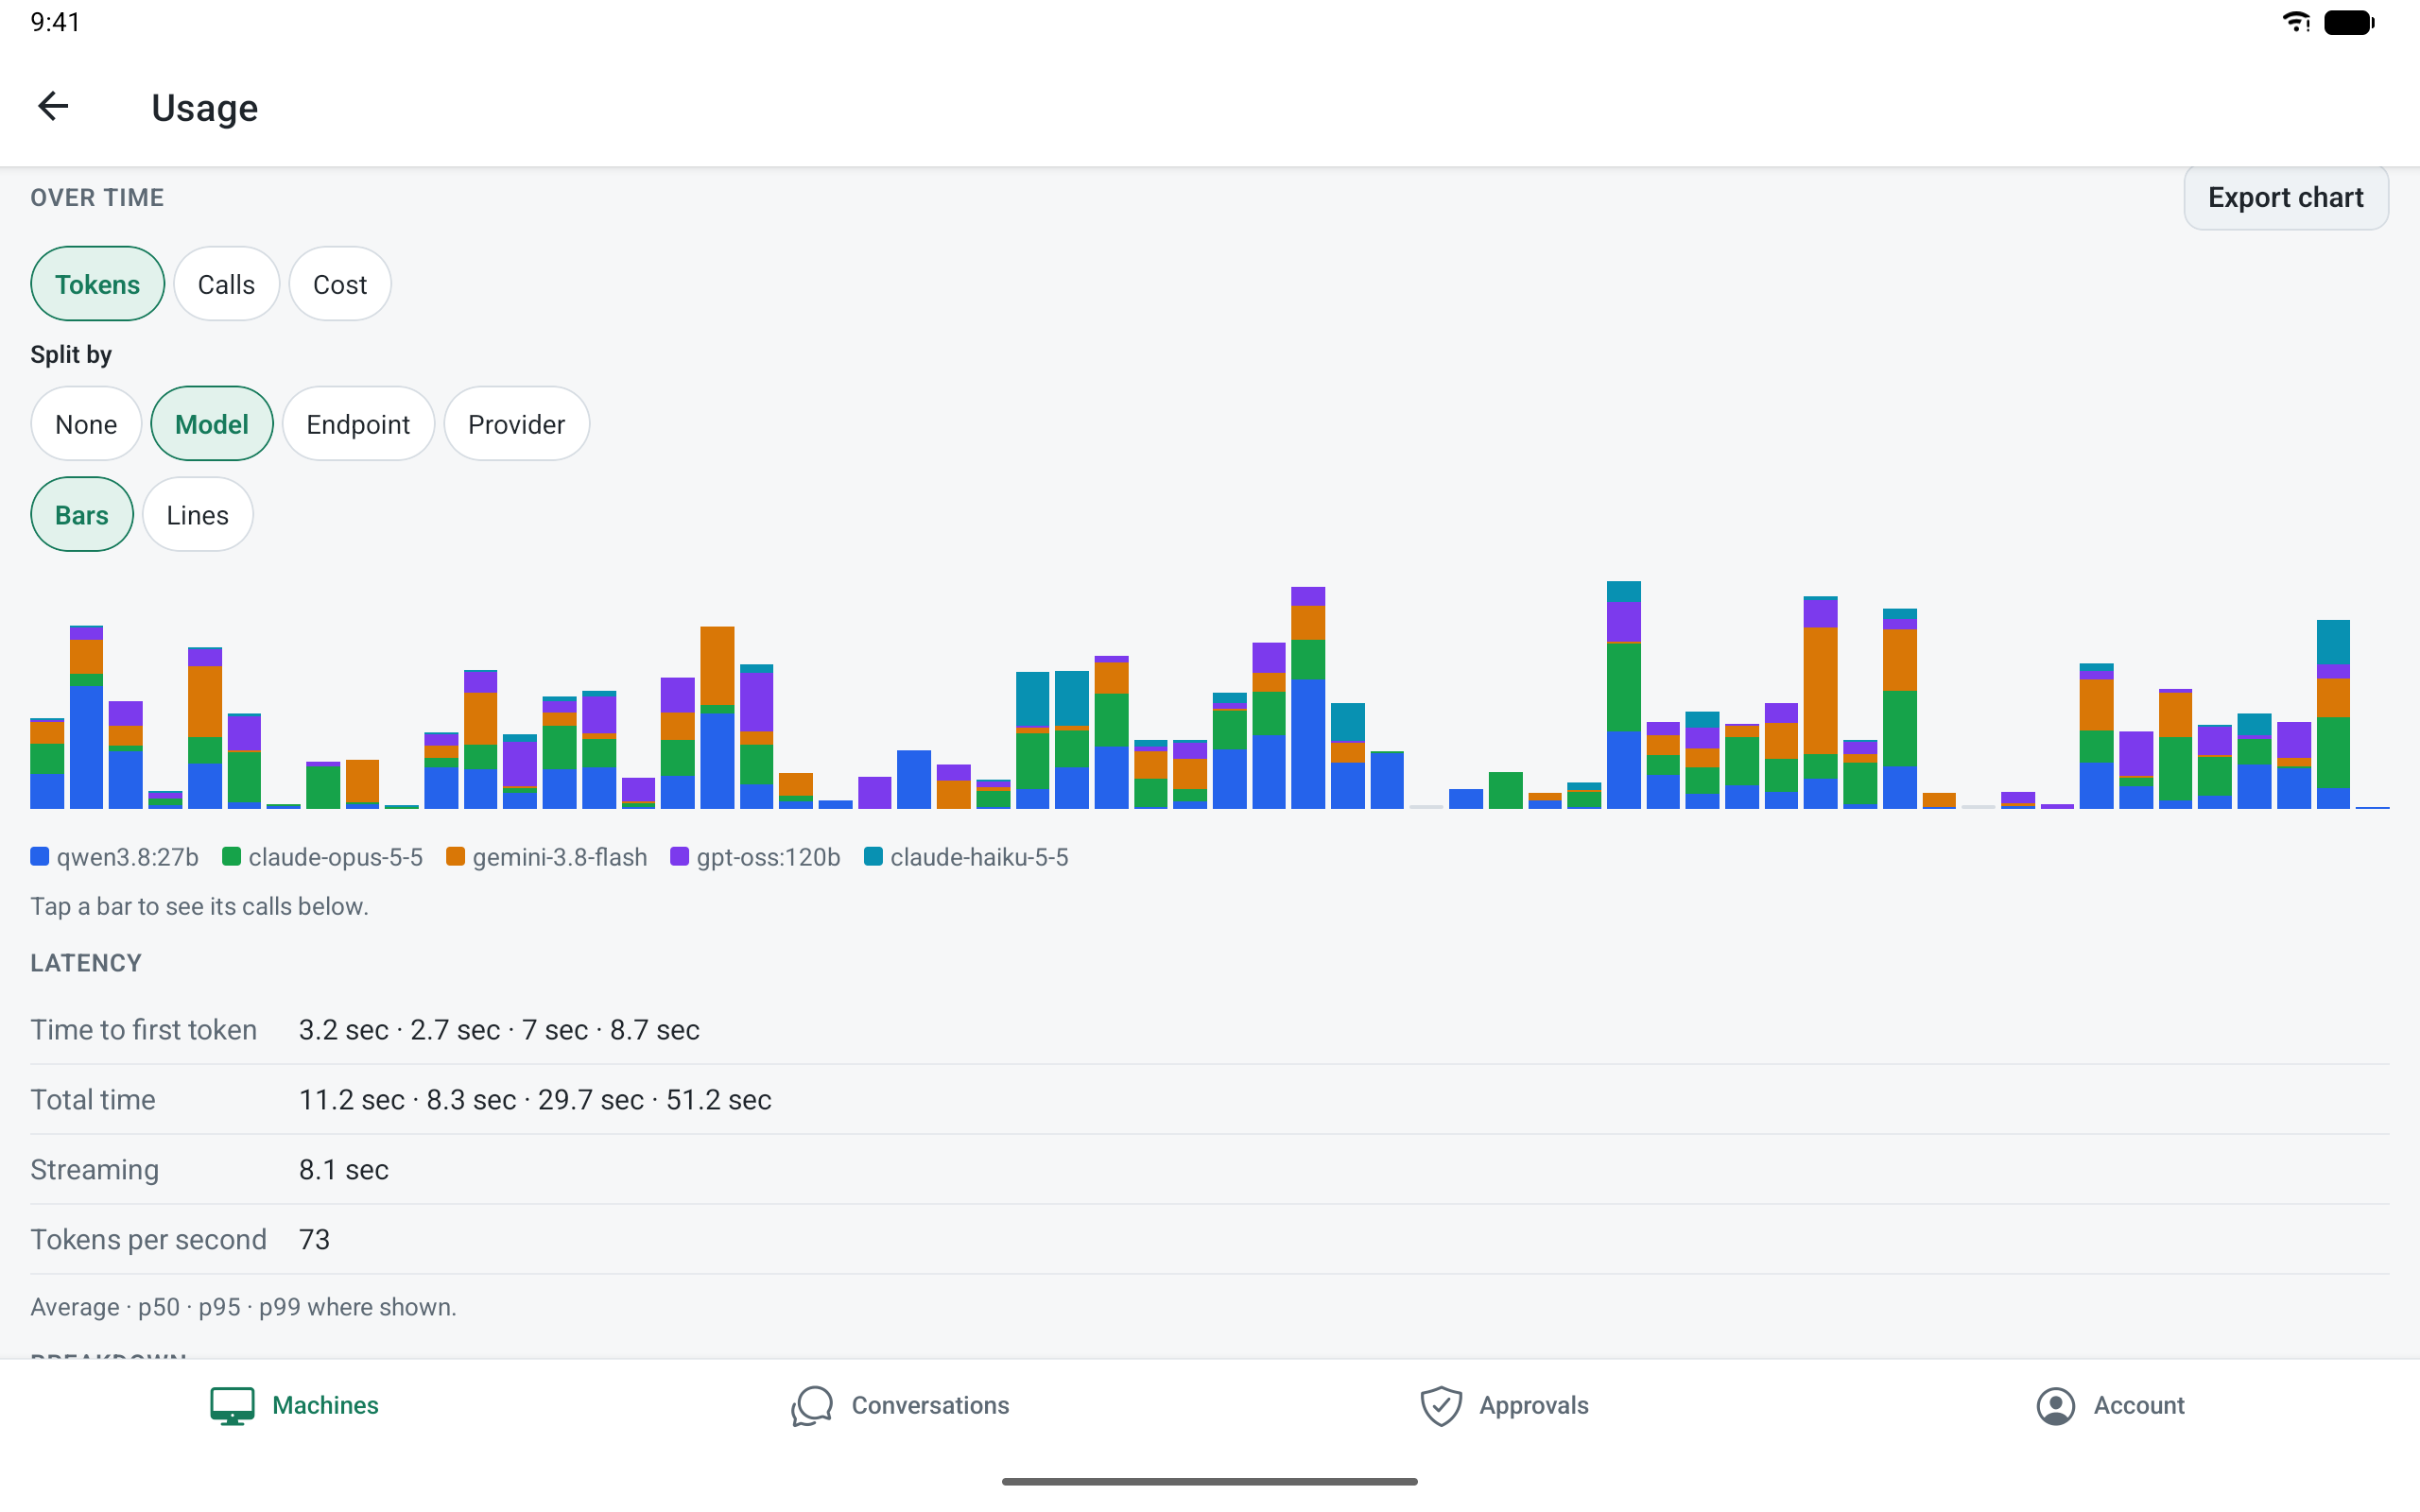 9:41
Usage
OVER TIME
Export chart
Tokens Calls Cost
Split by
None Model Endpoint Provider
Bars Lines
qwen3.8:27b claude-opus-5-5 gemini-3.8-flash gpt-oss:120b claude-haiku-5-5
Tap a bar to see its calls below.
LATENCY
Time to first token 3.2 sec · 2.7 sec · 7 sec · 8.7 sec
Total time 11.2 sec · 8.3 sec · 29.7 sec · 51.2 sec
Streaming 8.1 sec
Tokens per second 73
Average · p50 · p95 · p99 where shown.
BREAKDOWN
Machines Conversations Approvals Account